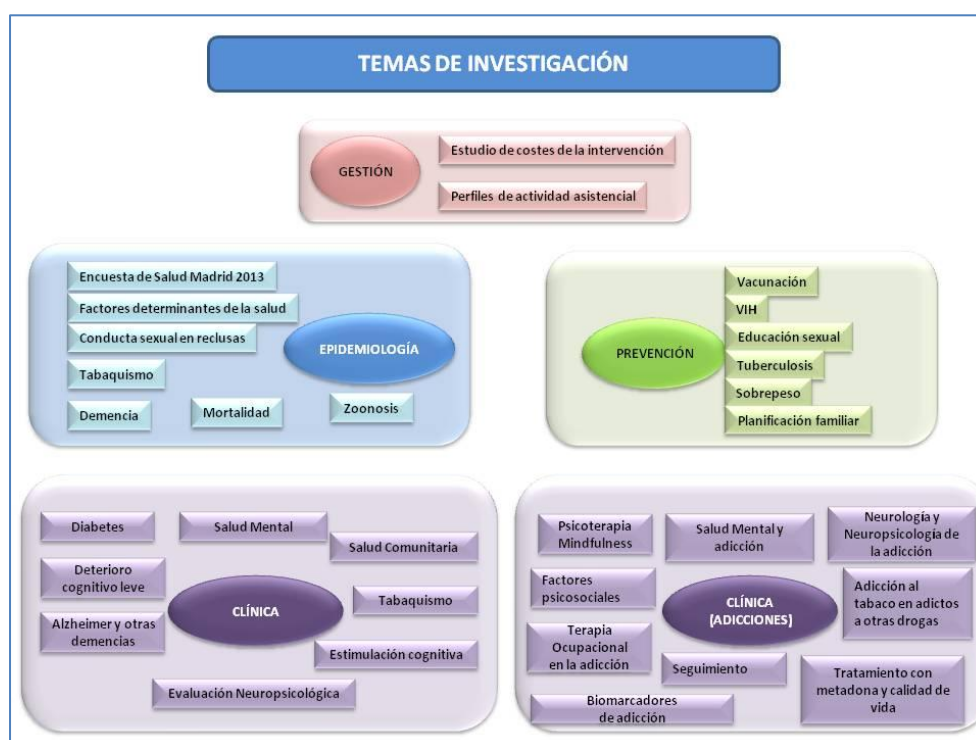 TEMAS DE INVESTIGACIÓN
GESTIÓN
Estudio de costes de la intervención
Perfiles de actividad asistencial
Encuesta de Salud Madrid 2013
Factores determinantes de la salud
Conducta sexual en reclusas
Tabaquismo
Demencia
Mortalidad
Zoonosis
EPIDEMIOLOGÍA
PREVENCIÓN
Vacunación
VIH
Educación sexual
Tuberculosis
Sobrepeso
Planificación familiar
Diabetes
Salud Mental
Salud Comunitaria
Deterioro
cognitivo leve
CLÍNICA
Tabaquismo
Alzheimer y otras
demencias
Estimulación cognitiva
Evaluación Neuropsicológica
Psicoterapia
Mindfulness
Salud Mental y
adicción
Neurología y
Neuropsicología de
la adicción
Factores
psicosociales
CLÍNICA
(ADICCIONES)
Adicción al
tabaco en adictos
a otras drogas
Terapia
Ocupacional
en la adicción
Seguimiento
Tratamiento con
metadona y calidad de
vida
Biomarcadores
de adicción